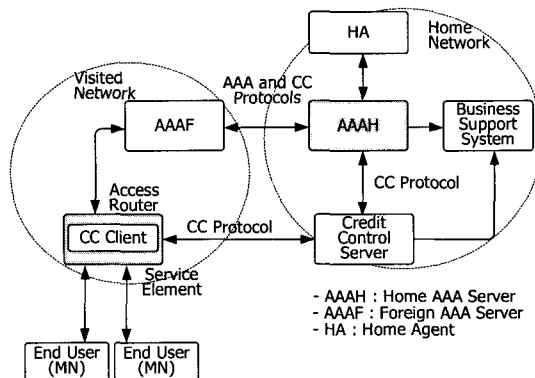 HA
Home
Network
Visited
Network
AAA and CC
Protocols
AAAF
AAAH
Business
Support
System
CC Protocol
Access
Router
CC Client
CC Protocol
Credit
Control
Server
Service
Element
- AAAH : Home AAA Server
- AAAF : Foreign AAA Server
- HA : Home Agent
End User
(MN)
End User
(MN)